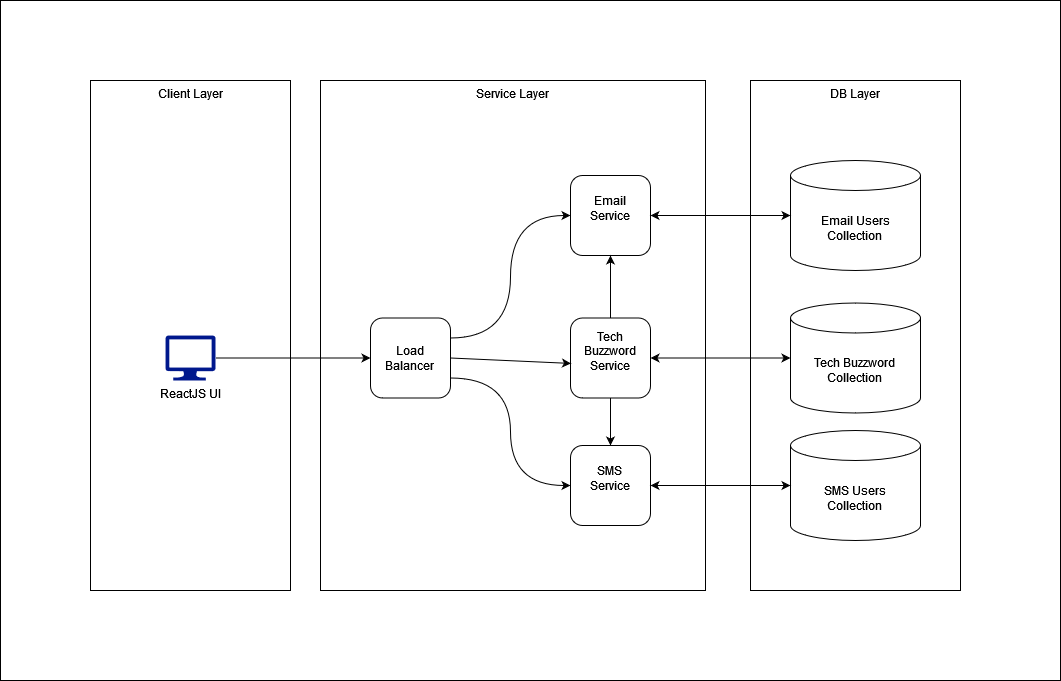 Client Layer
Service Layer
DB Layer
Email
Service
Email Users
Collection
ReactJS UI
Load
Balancer
Tech
Buzzword
Service
Tech Buzzword
Collection
SMS
Service
SMS Users
Collection